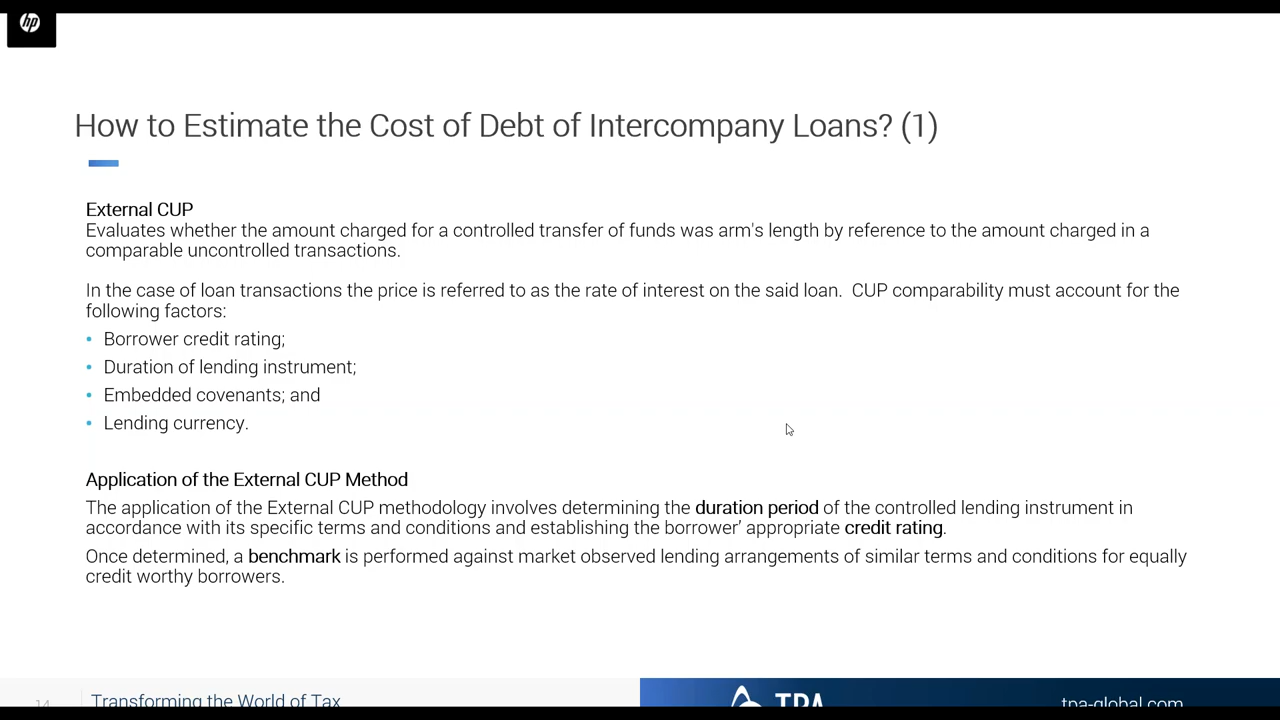 hp
How to Estimate the Cost of Debt of Intercompany Loans? (1)
External CUP
Evaluates whether the amount charged for a controlled transfer of funds was arm's length by reference to the amount charged in a
comparable uncontrolled transactions.
In the case of loan transactions the price is referred to as the rate of interest on the said loan.  CUP comparability must account for the
following factors:
• Borrower credit rating;
• Duration of lending instrument;
• Embedded covenants; and
• Lending currency.
Application of the External CUP Method
The application of the External CUP methodology involves determining the duration period of the controlled lending instrument in
accordance with its specific terms and conditions and establishing the borrower’ appropriate credit rating.
Once determined, a benchmark is performed against market observed lending arrangements of similar terms and conditions for equally
credit worthy borrowers.
14
Transforming the World of Tax
TPA
tpa-global.com